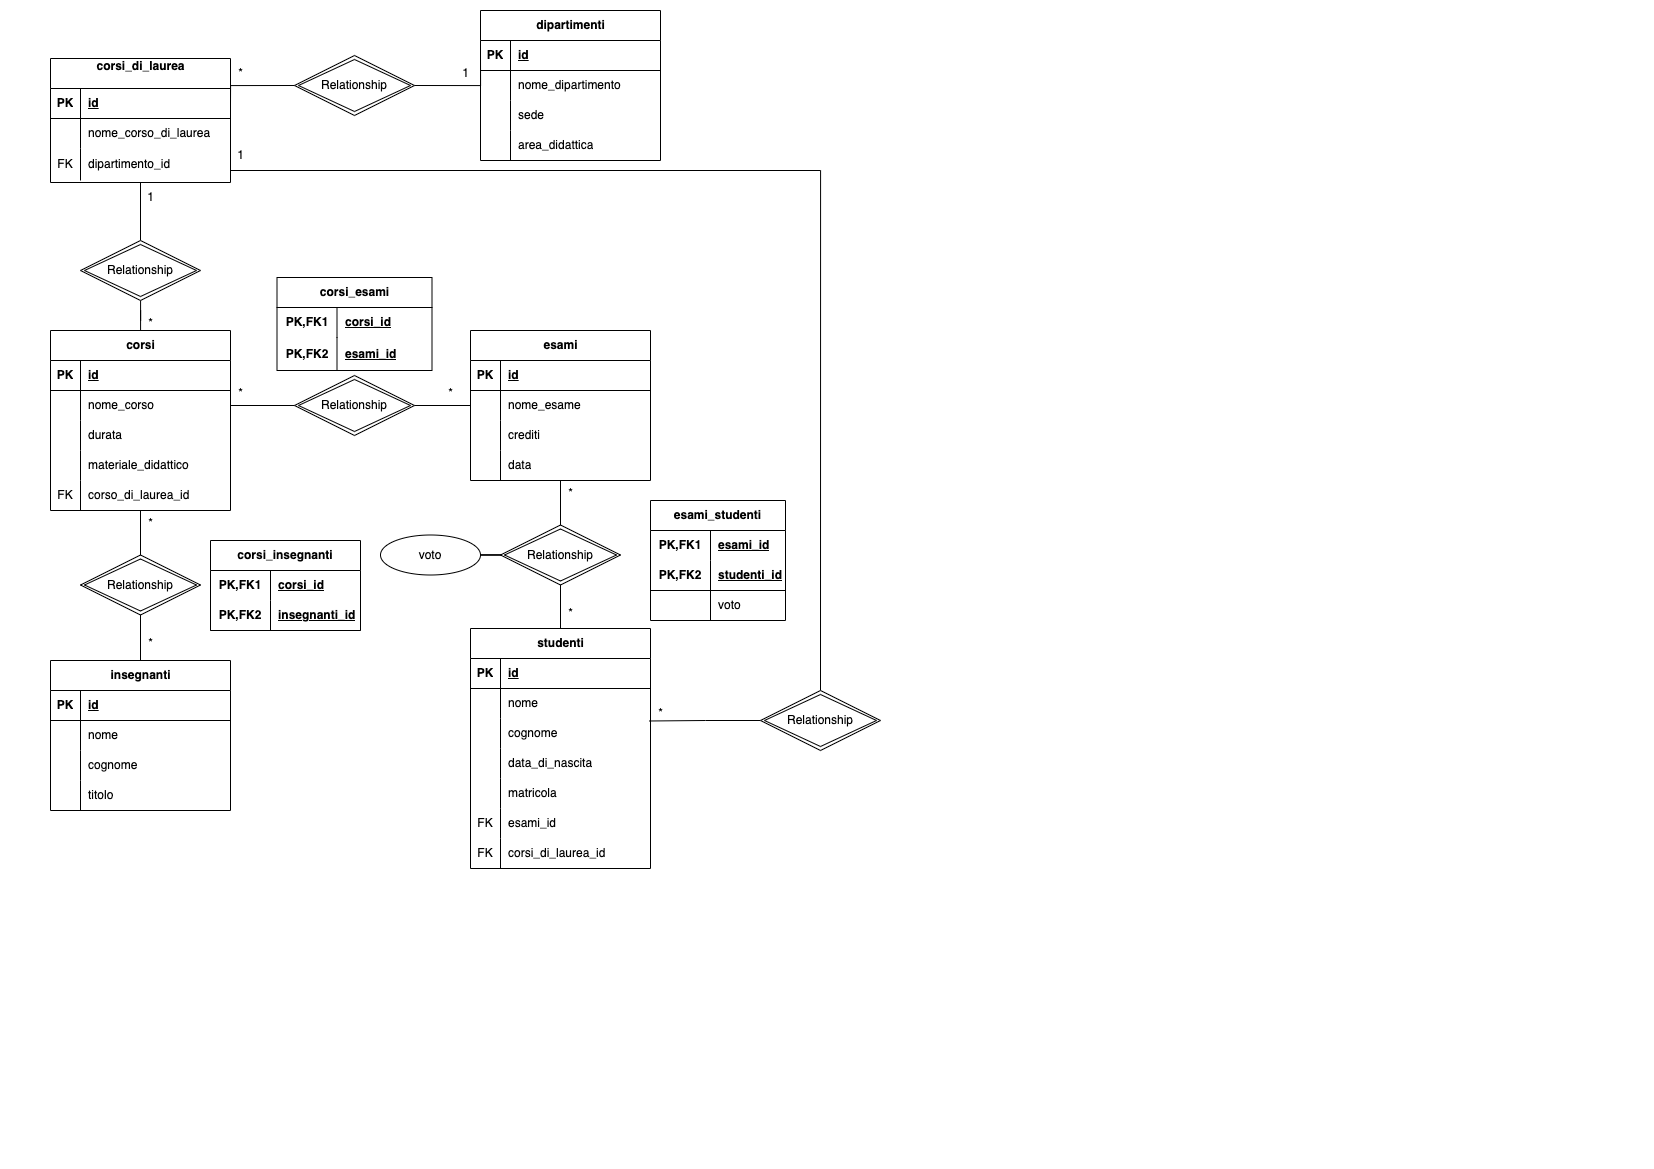 dipartimenti
PK id
nome_dipartimento
sede
area_didattica
corsi_di_laurea
PK id
nome_corso_di_laurea
FK dipartimento_id
*
Relationship
1
1
1
Relationship
*
corsi_esami
PK,FK1 corsi_id
PK,FK2 esami_id
corsi
PK id
nome_corso
durata
materiale_didattico
FK corso_di_laurea_id
*
Relationship
*
esami
PK id
nome_esame
crediti
data
*
Relationship
*
corsi_insegnanti
PK,FK1 corsi_id
PK,FK2 insegnanti_id
*
voto
Relationship
*
esami_studenti
PK,FK1 esami_id
PK,FK2 studenti_id
voto
insegnanti
PK id
nome
cognome
titolo
studenti
PK id
nome
cognome
data_di_nascita
matricola
FK esami_id
FK corsi_di_laurea_id
*
Relationship